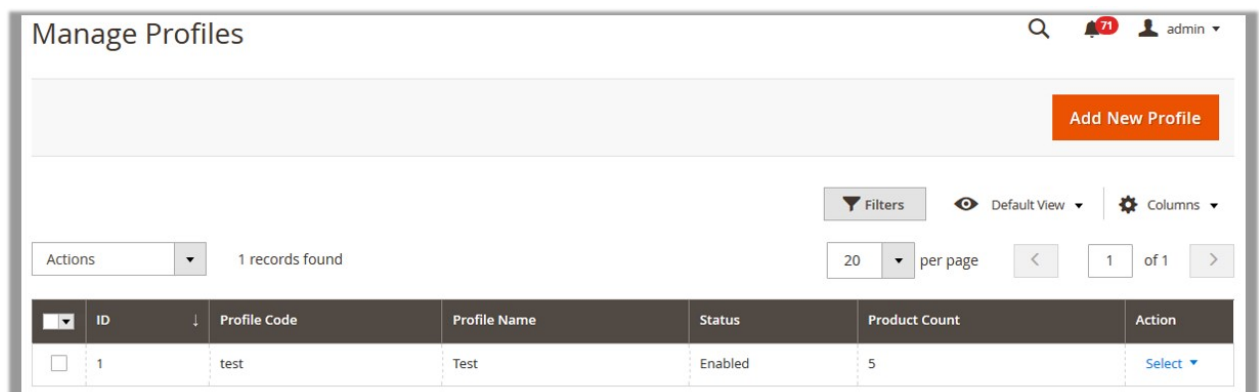 Manage Profiles
71
admin
Add New Profile
Filters
Default View
Columns
Actions
1 records found
20
per page
1
of 1
ID Profile Code Profile Name Status Product Count Action
1 test Test Enabled 5 Select